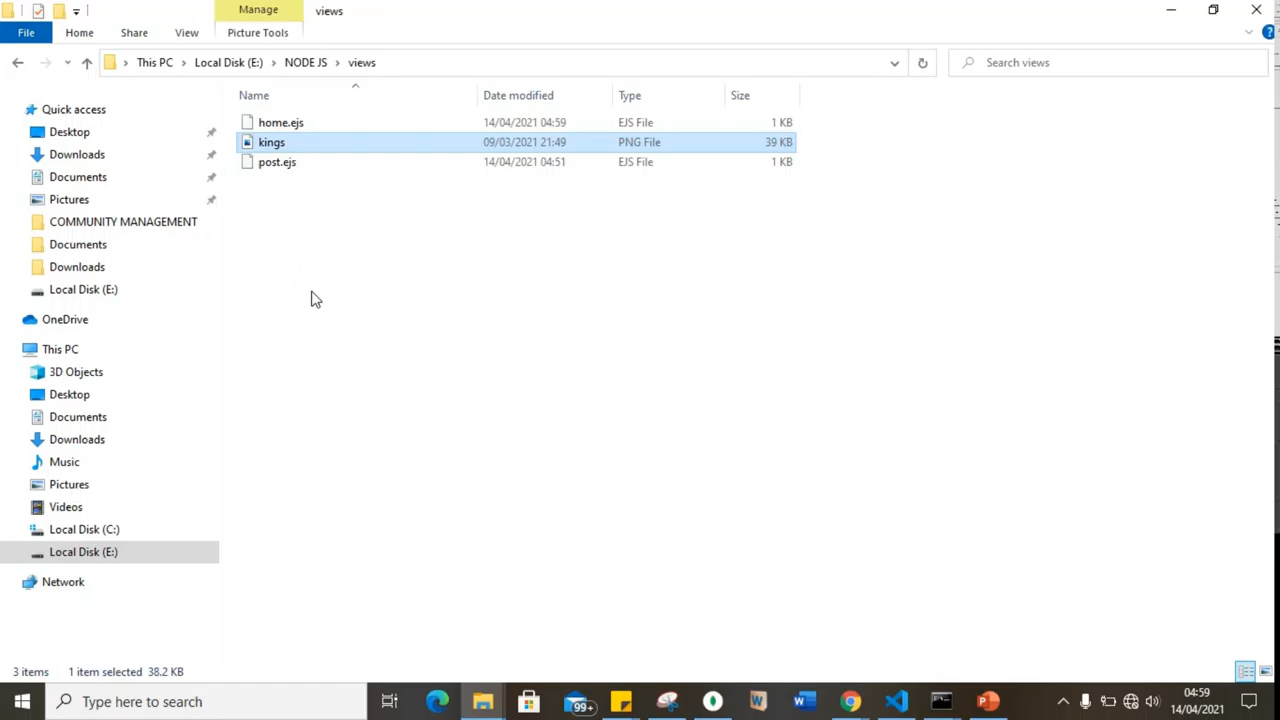 Manage
views
File
Home
Share
View
Picture Tools
This PC
Local Disk (E:)
NODE JS
views
Search views
Name
Date modified
Type
Size
home.ejs
14/04/2021 04:59
EJS File
1 KB
kings
09/03/2021 21:49
PNG File
39 KB
post.ejs
14/04/2021 04:51
EJS File
1 KB
Quick access
Desktop
Downloads
Documents
Pictures
COMMUNITY MANAGEMENT
Documents
Downloads
Local Disk (E:)
OneDrive
This PC
3D Objects
Desktop
Documents
Downloads
Music
Pictures
Videos
Local Disk (C:)
Local Disk (E:)
Network
3 items
1 item selected 38.2 KB
Type here to search
99+
04:59
14/04/2021